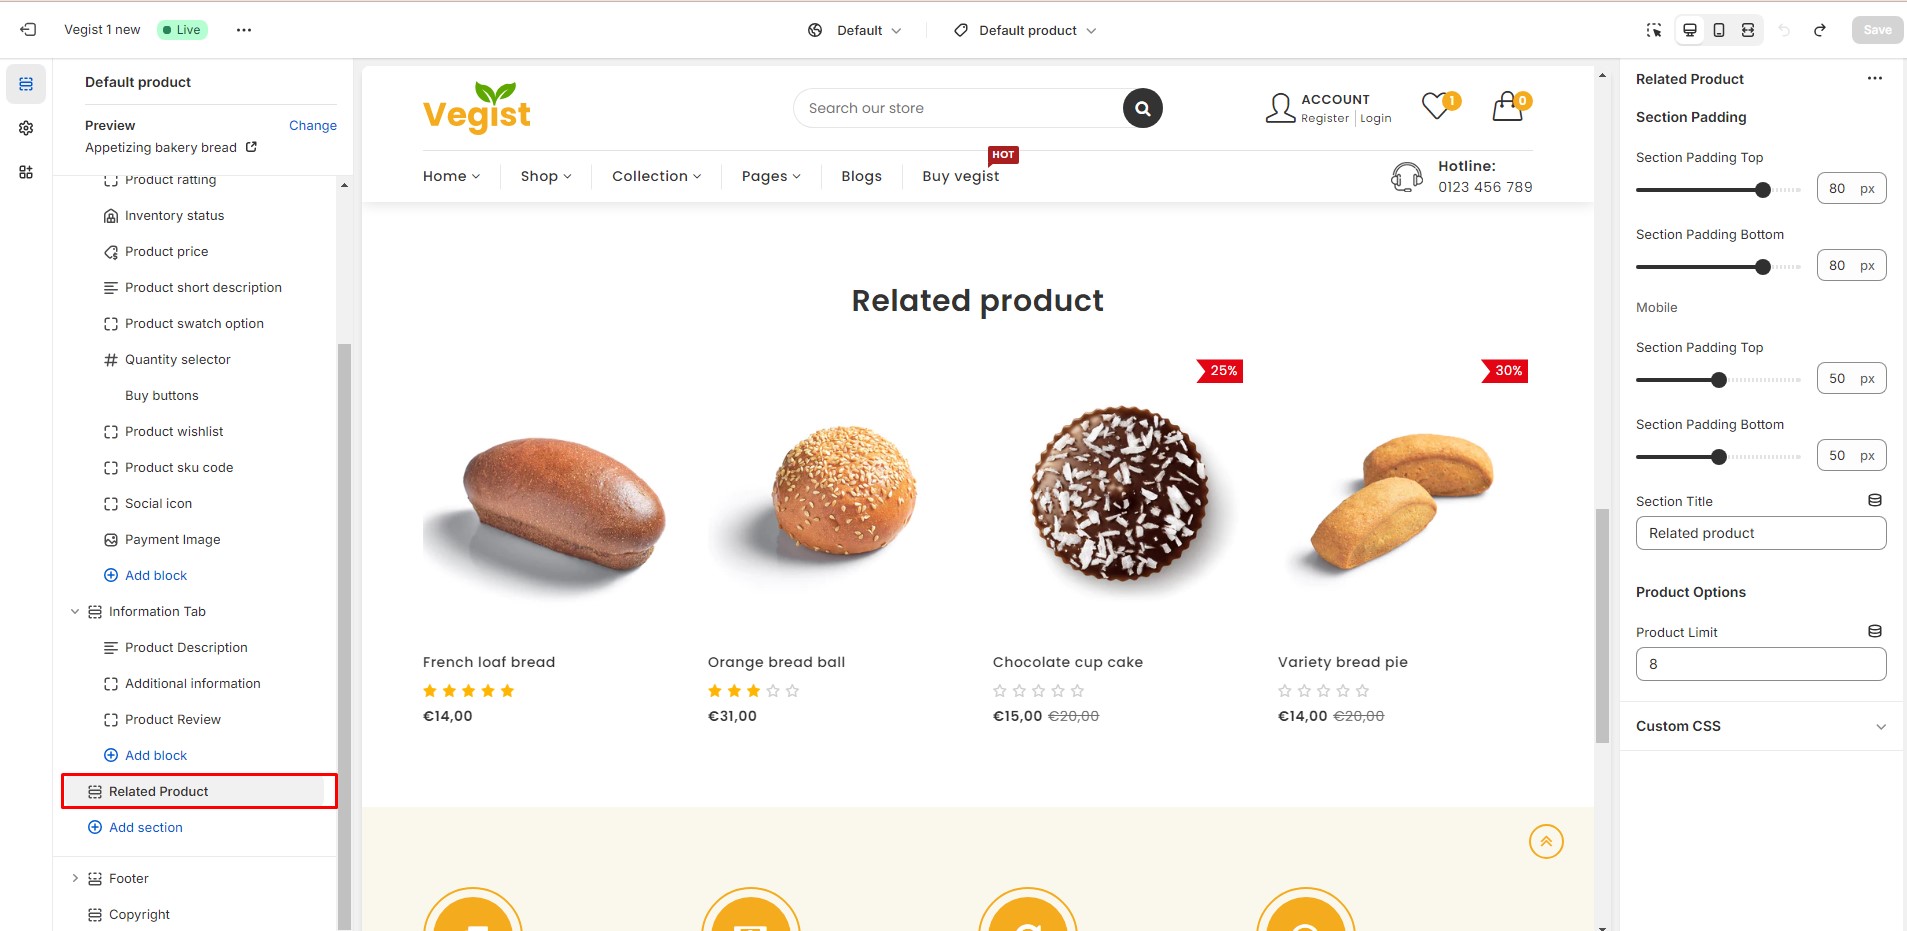 Vegist 1 new
Live
Default
Default product
Save
Default product
Preview
Change
Appetizing bakery bread
Product ratting
Inventory status
Product price
Product short description
Product swatch option
Quantity selector
Buy buttons
Product wishlist
Product sku code
Social icon
Payment Image
Add block
Information Tab
Product Description
Additional information
Product Review
Add block
Related Product
Add section
Footer
Copyright
Vegist
Search our store
ACCOUNT
Register Login
1
0
HOT
Home
Shop
Collection
Pages
Blogs
Buy vegist
Hotline:
0123 456 789
Related product
25%
30%
French loaf bread
€14,00
Orange bread ball
€31,00
Chocolate cup cake
€15,00 €20,00
Variety bread pie
€14,00 €20,00
Related Product
Section Padding
Section Padding Top
80 px
Section Padding Bottom
80 px
Mobile
Section Padding Top
50 px
Section Padding Bottom
50 px
Section Title
Related product
Product Options
Product Limit
8
Custom CSS